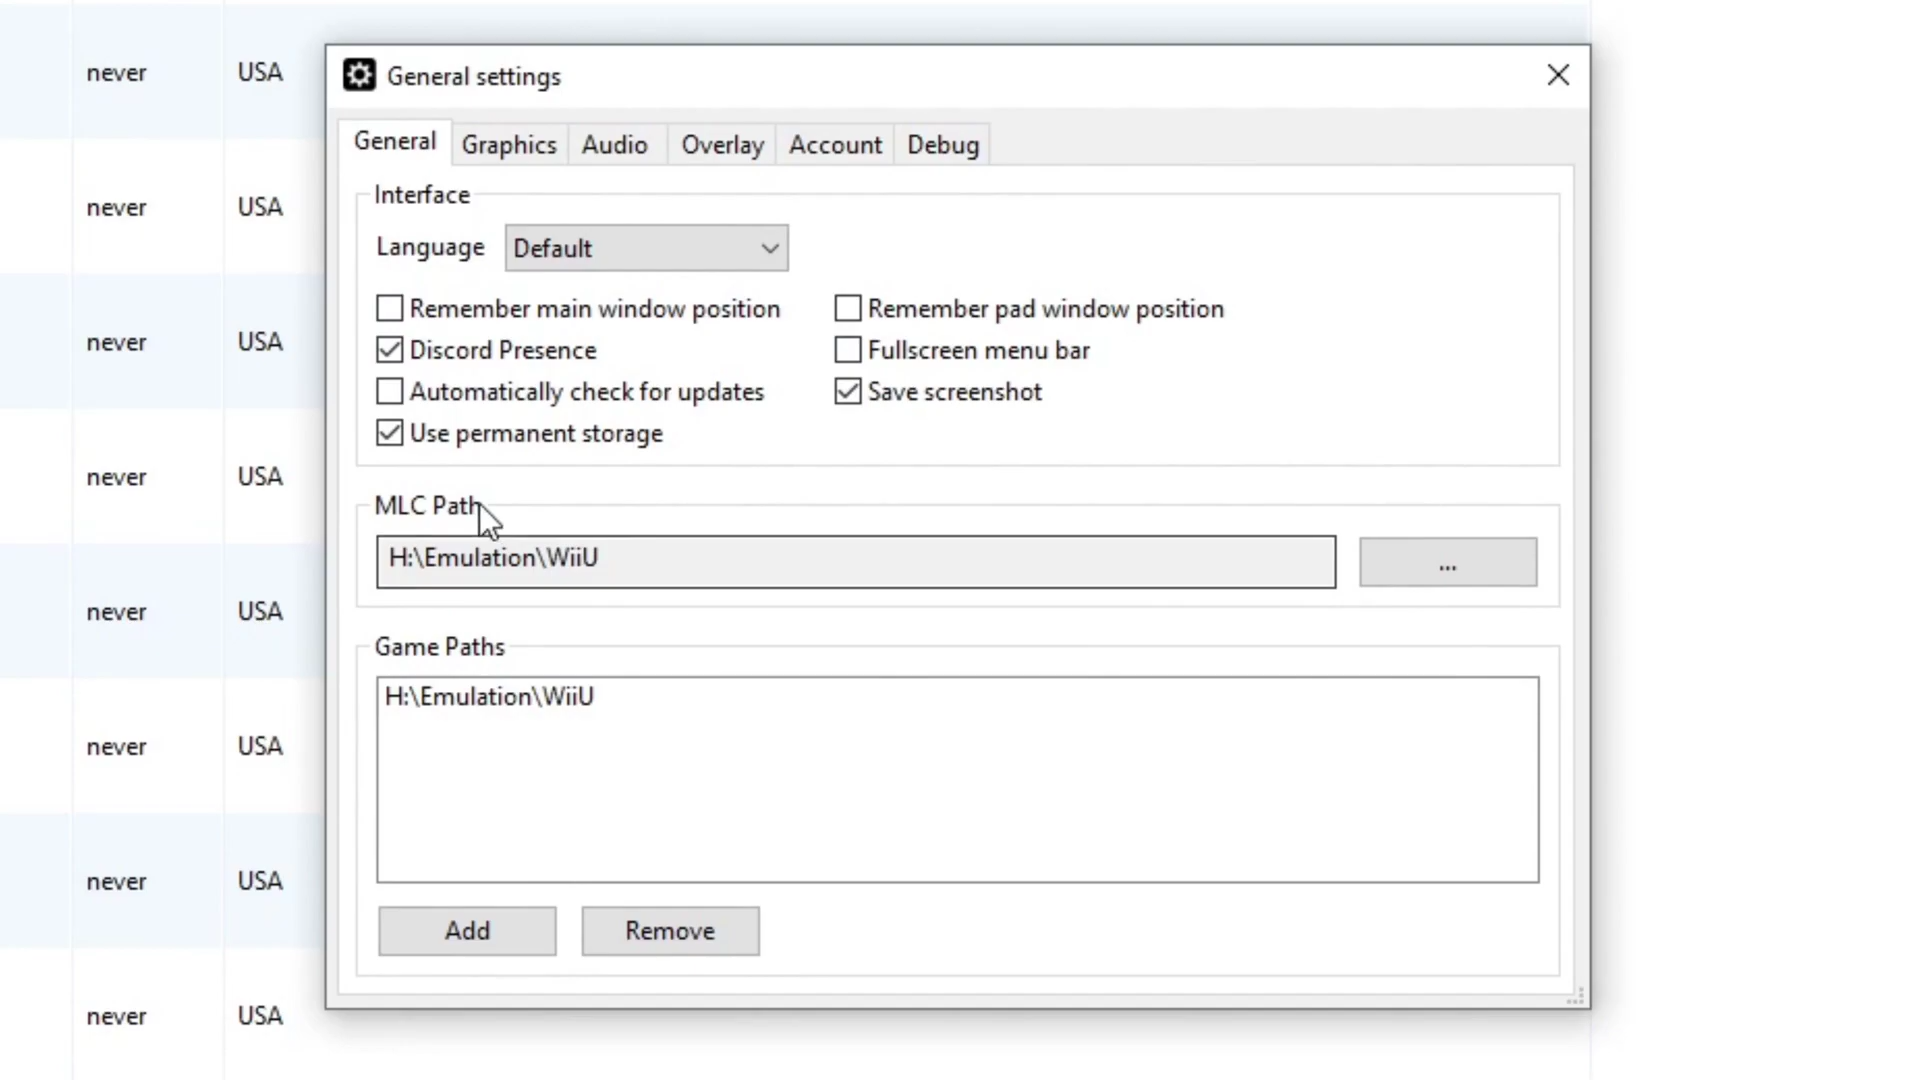 never USA
General settings
General Graphics Audio Overlay Account Debug
never USA
Interface
Language Default
Remember main window position Remember pad window position
never USA
Discord Presence Fullscreen menu bar
Automatically check for updates Save screenshot
Use permanent storage
never USA
MLC Path
H:\Emulation\WiiU ...
never USA
Game Paths
H:\Emulation\WiiU
never USA
never USA
Add Remove
never USA